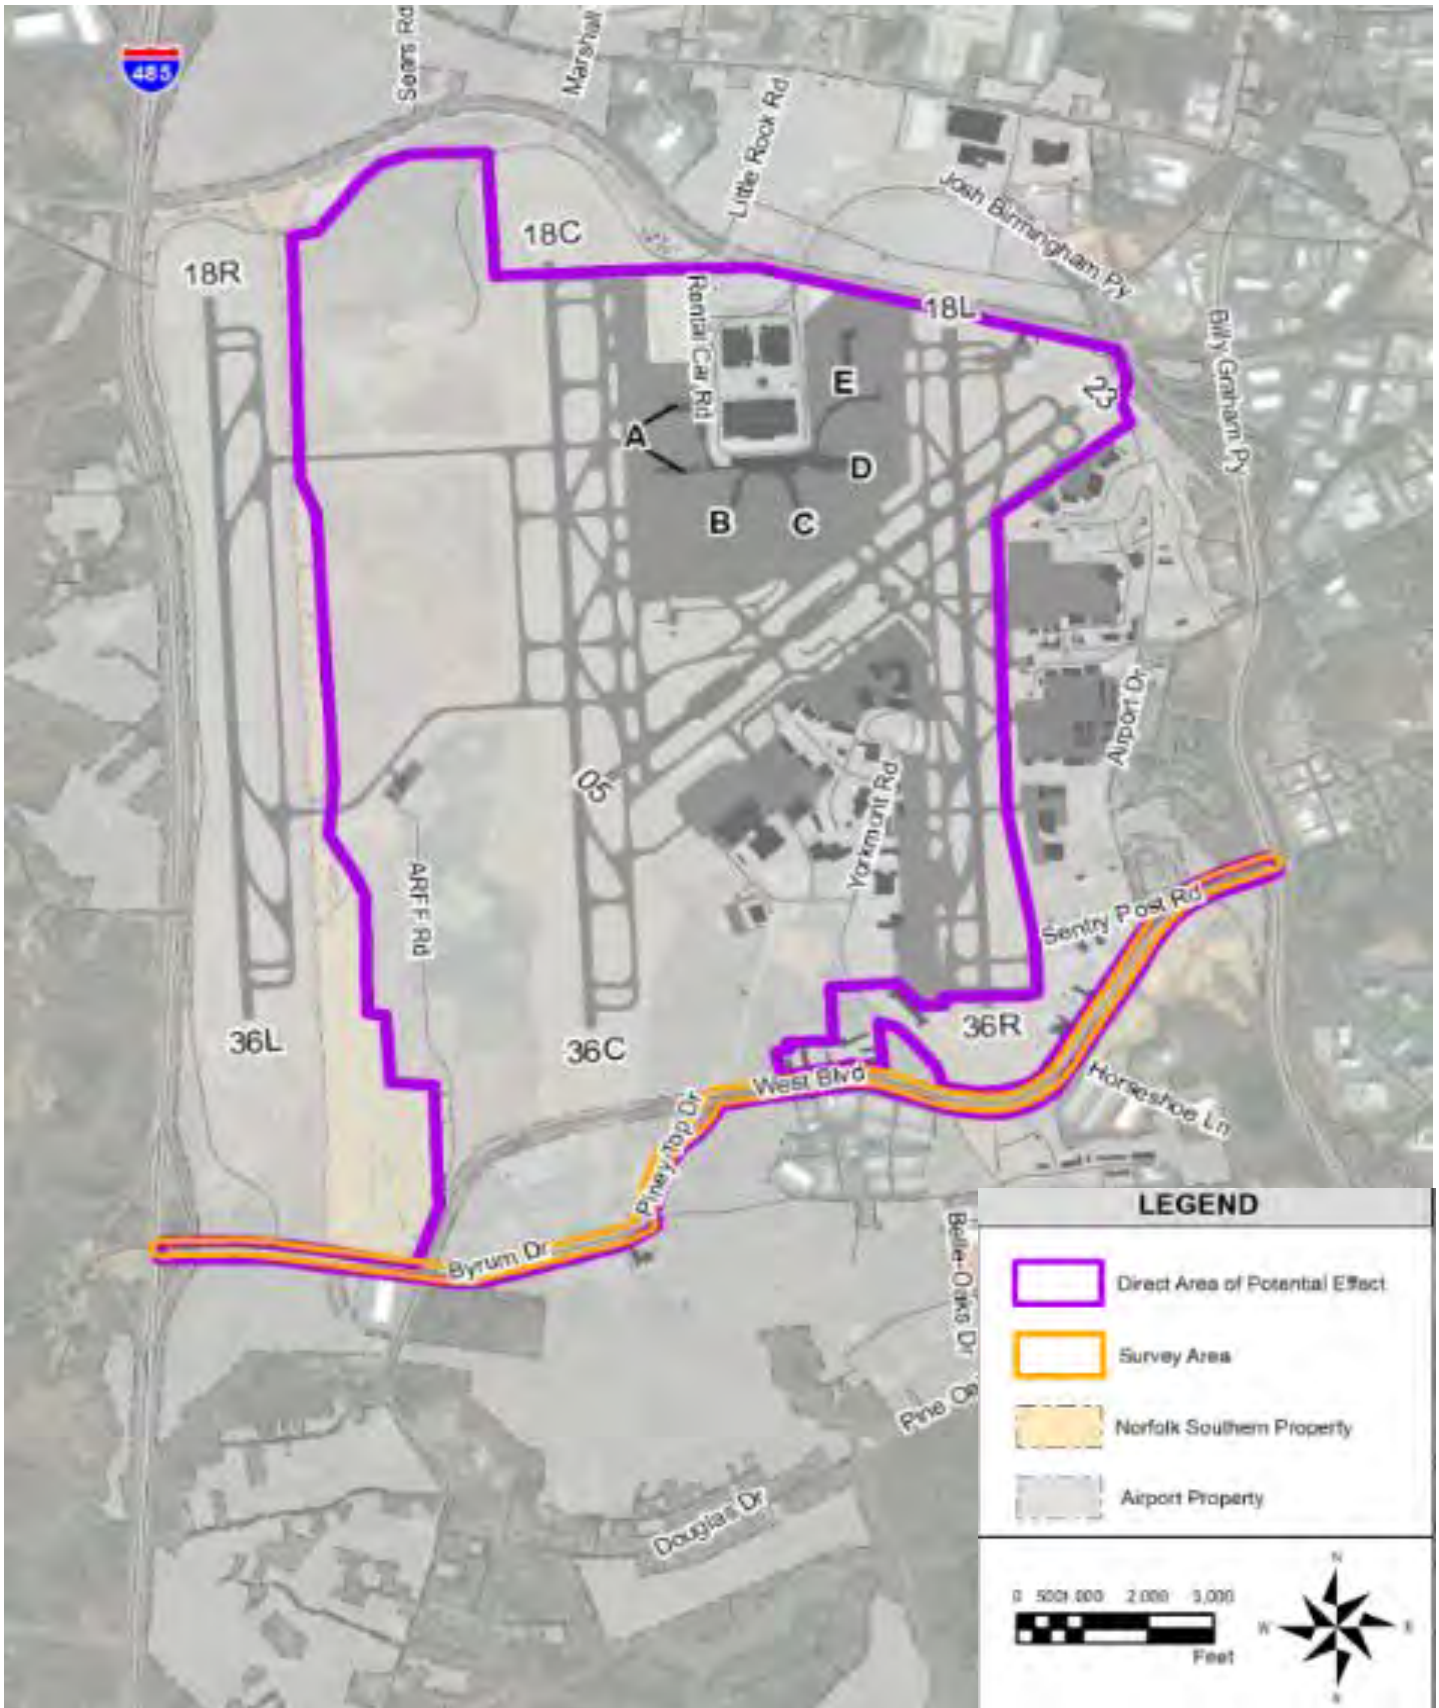 485
Sears Rd
Marshall
Little Rock Rd
Josh Birmingham Py
18C
18R
Rental Car Rd
18L
Billy Graham Py
E
23
A
D
B
C
Airport Dr
05
Yorkmont Rd
ARFF Rd
Sentry Post Rd
36L
36C
36R
West Blvd
Horseshoe Ln
Piney Top Dr
Byrum Dr
Belle Oaks Dr
Pine Oa
Douglas Dr
LEGEND
Direct Area of Potential Effect
Survey Area
Norfolk Southern Property
Airport Property
0 500 1,000 2,000 3,000
Feet
N
W
E
S